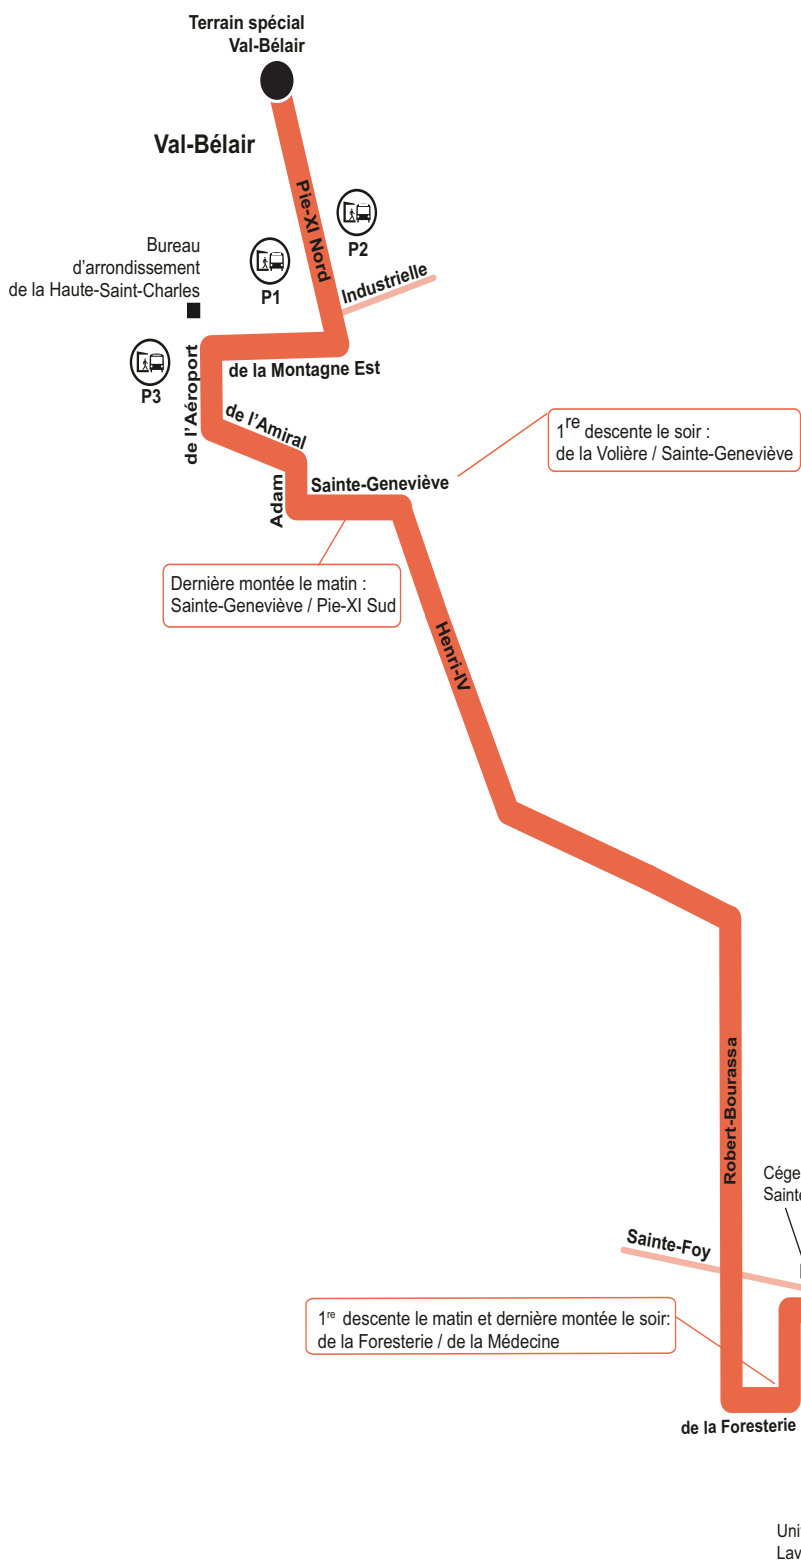 Terrain spécial
Val-Bélair
Val-Bélair
Pie-XI Nord
P2
Bureau
d'arrondissement
de la Haute-Saint-Charles
P1
Industrielle
P3
de l'Aéroport
de la Montagne Est
de l'Amiral
1re descente le soir :
de la Volière / Sainte-Geneviève
Adam
Sainte-Geneviève
Dernière montée le matin :
Sainte-Geneviève / Pie-XI Sud
Henri-IV
Robert-Bourassa
Sainte-Foy
1re descente le matin et dernière montée le soir:
de la Foresterie / de la Médecine
de la Foresterie